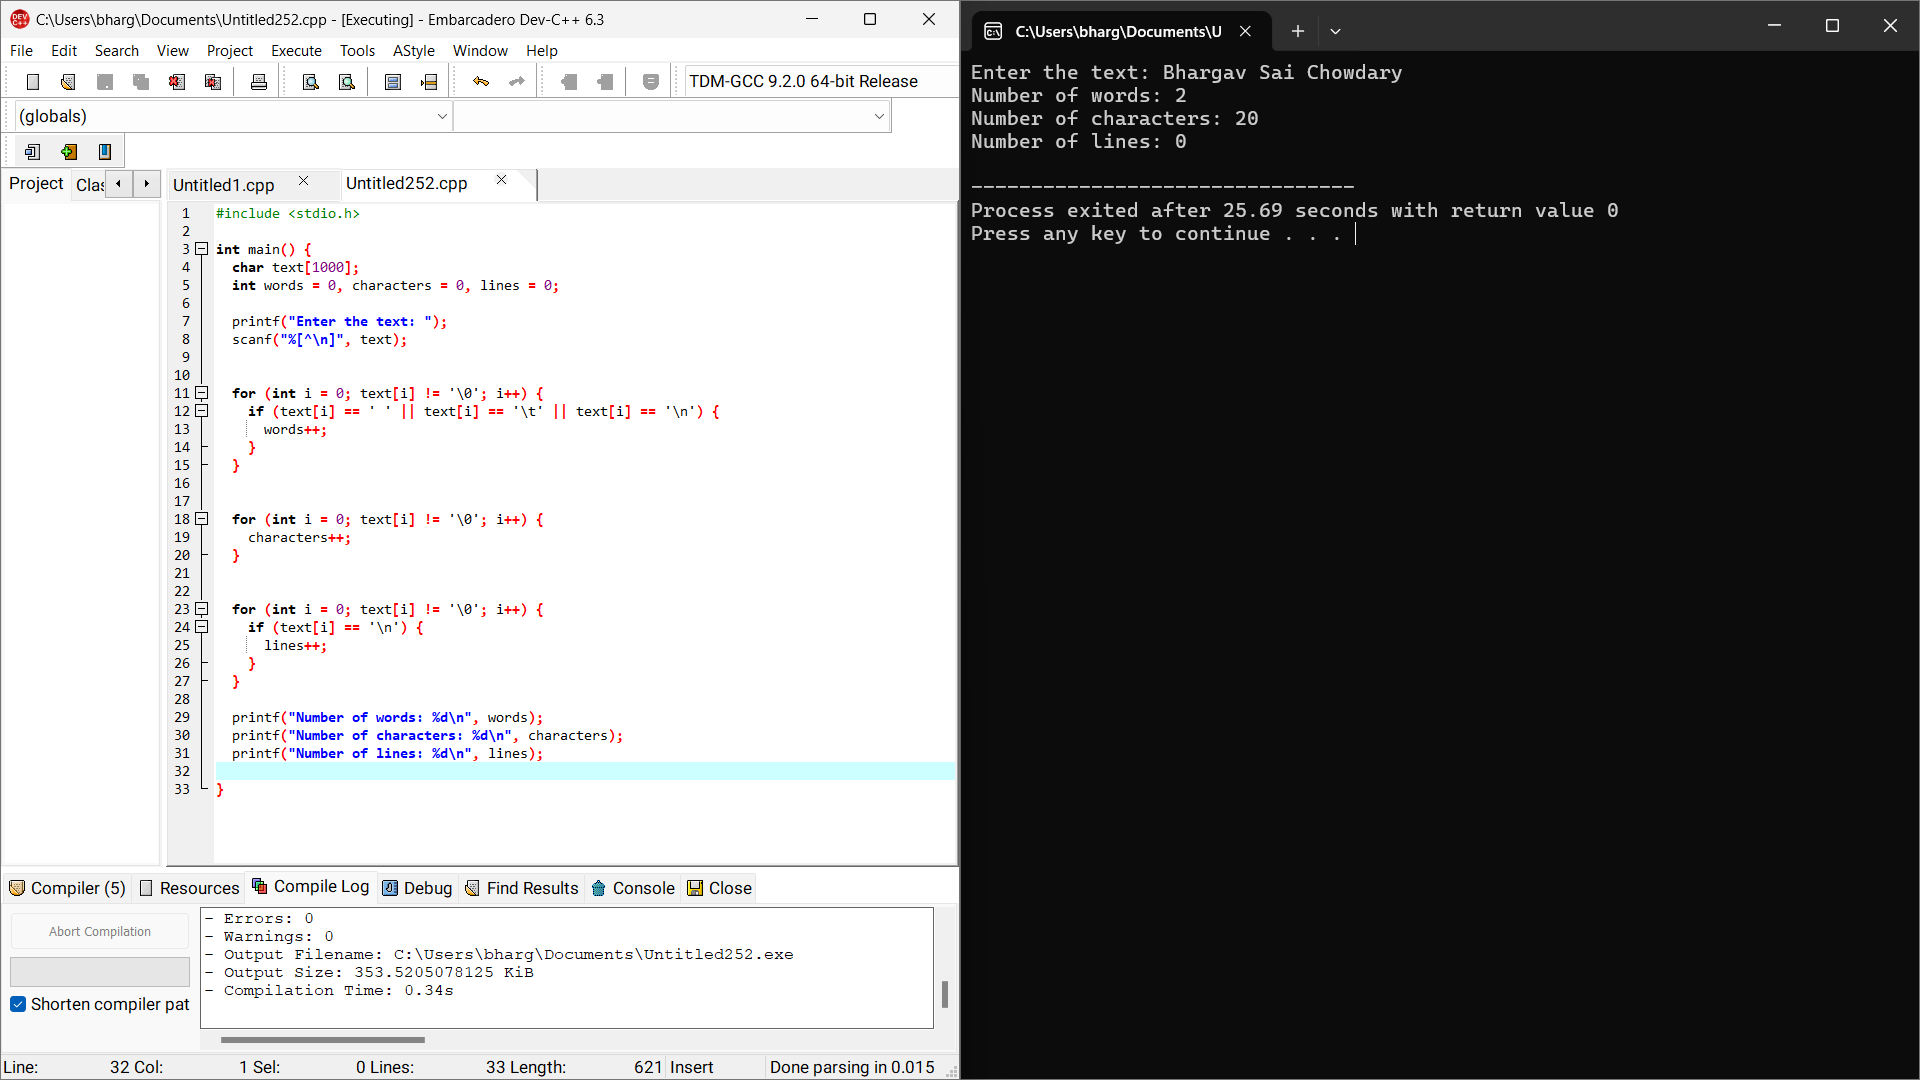 C:\Users\bharg\Documents\Untitled252.cpp - [Executing] - Embarcadero Dev-C++ 6.3
File Edit Search View Project Execute Tools AStyle Window Help
TDM-GCC 9.2.0 64-bit Release
(globals)
Project Clas Untitled1.cpp Untitled252.cpp
1 #include <stdio.h>
2
3 int main() {
4 char text[1000];
5 int words = 0, characters = 0, lines = 0;
6
7 printf("Enter the text: ");
8 scanf("%[^\n]", text);
9
10
11 for (int i = 0; text[i] != '\0'; i++) {
12 if (text[i] == ' ' || text[i] == '\t' || text[i] == '\n') {
13 words++;
14 }
15 }
16
17
18 for (int i = 0; text[i] != '\0'; i++) {
19 characters++;
20 }
21
22
23 for (int i = 0; text[i] != '\0'; i++) {
24 if (text[i] == '\n') {
25 lines++;
26 }
27 }
28
29 printf("Number of words: %d\n", words);
30 printf("Number of characters: %d\n", characters);
31 printf("Number of lines: %d\n", lines);
32
33 }
Compiler (5) Resources Compile Log Debug Find Results Console Close
Abort Compilation
Shorten compiler pat
- Errors: 0
- Warnings: 0
- Output Filename: C:\Users\bharg\Documents\Untitled252.exe
- Output Size: 353.5205078125 KiB
- Compilation Time: 0.34s
Line: 32 Col: 1 Sel: 0 Lines: 33 Length: 621 Insert Done parsing in 0.015
C:\Users\bharg\Documents\U
Enter the text: Bhargav Sai Chowdary
Number of words: 2
Number of characters: 20
Number of lines: 0
--------------------------------
Process exited after 25.69 seconds with return value 0
Press any key to continue . . .